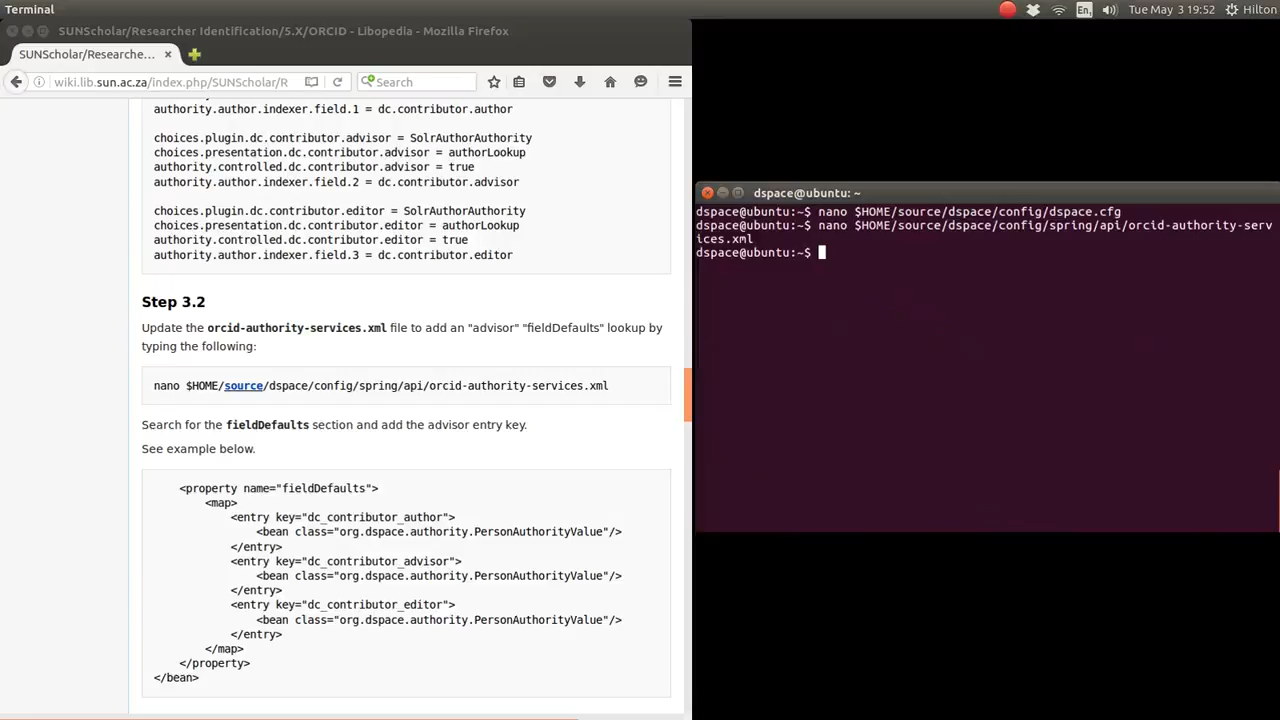 Terminal
En
Tue May 3 19:52
Hilton
SUNScholar/Researcher Identification/5.X/ORCID - Libopedia - Mozilla Firefox
SUNScholar/Researche...
wiki.lib.sun.ac.za/index.php/SUNScholar/R
Search
authority.author.indexer.field.1 = dc.contributor.author
choices.plugin.dc.contributor.advisor = SolrAuthorAuthority
choices.presentation.dc.contributor.advisor = authorLookup
authority.controlled.dc.contributor.advisor = true
authority.author.indexer.field.2 = dc.contributor.advisor
choices.plugin.dc.contributor.editor = SolrAuthorAuthority
choices.presentation.dc.contributor.editor = authorLookup
authority.controlled.dc.contributor.editor = true
authority.author.indexer.field.3 = dc.contributor.editor
Step 3.2
Update the orcid-authority-services.xml file to add an "advisor" "fieldDefaults" lookup by
typing the following:
nano $HOME/source/dspace/config/spring/api/orcid-authority-services.xml
Search for the fieldDefaults section and add the advisor entry key.
See example below.
<property name="fieldDefaults">
<map>
<entry key="dc_contributor_author">
<bean class="org.dspace.authority.PersonAuthorityValue"/>
</entry>
<entry key="dc_contributor_advisor">
<bean class="org.dspace.authority.PersonAuthorityValue"/>
</entry>
<entry key="dc_contributor_editor">
<bean class="org.dspace.authority.PersonAuthorityValue"/>
</entry>
</map>
</property>
</bean>
dspace@ubuntu: ~
dspace@ubuntu:~$ nano $HOME/source/dspace/config/dspace.cfg
dspace@ubuntu:~$ nano $HOME/source/dspace/config/spring/api/orcid-authority-serv
ices.xml
dspace@ubuntu:~$